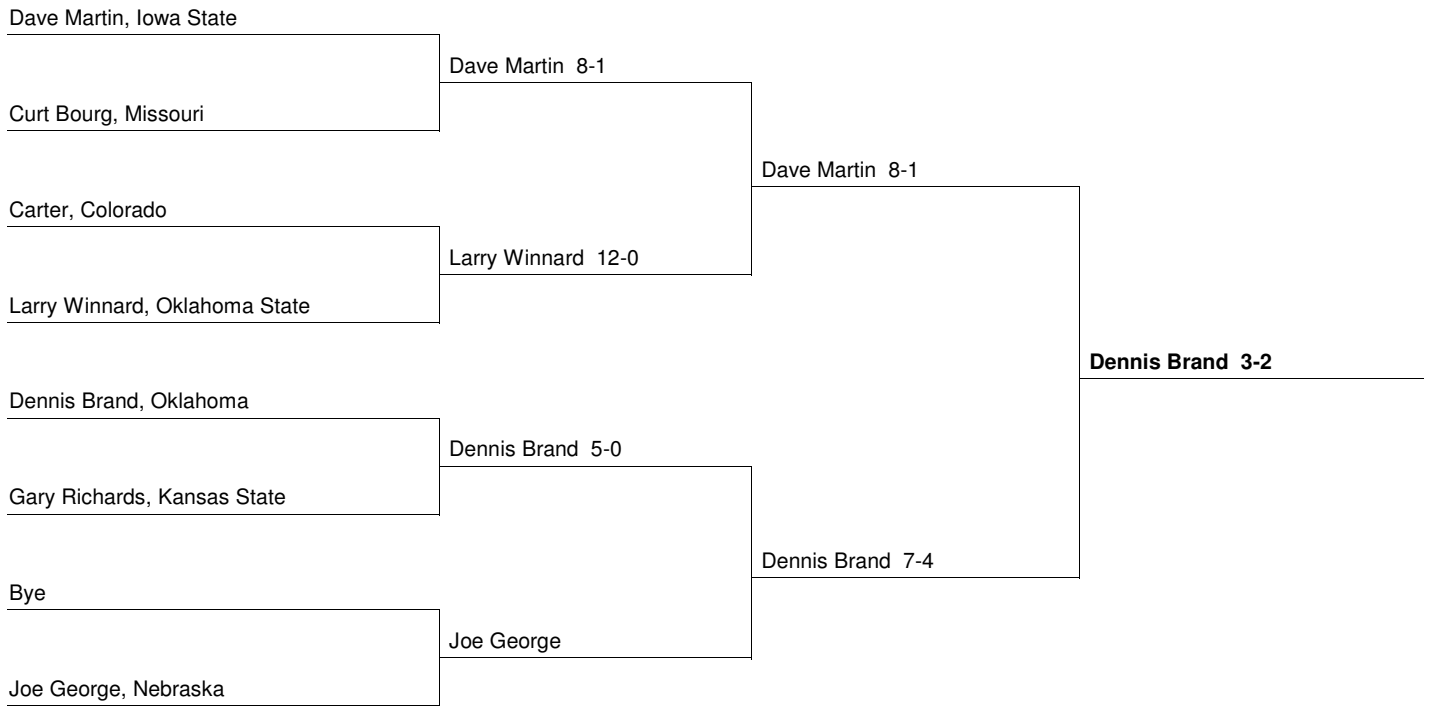 Dave Martin, Iowa State
Dave Martin  8-1
Curt Bourg, Missouri
Dave Martin  8-1
Carter, Colorado
Larry Winnard  12-0
Larry Winnard, Oklahoma State
Dennis Brand  3-2
Dennis Brand, Oklahoma
Dennis Brand  5-0
Gary Richards, Kansas State
Dennis Brand  7-4
Bye
Joe George
Joe George, Nebraska